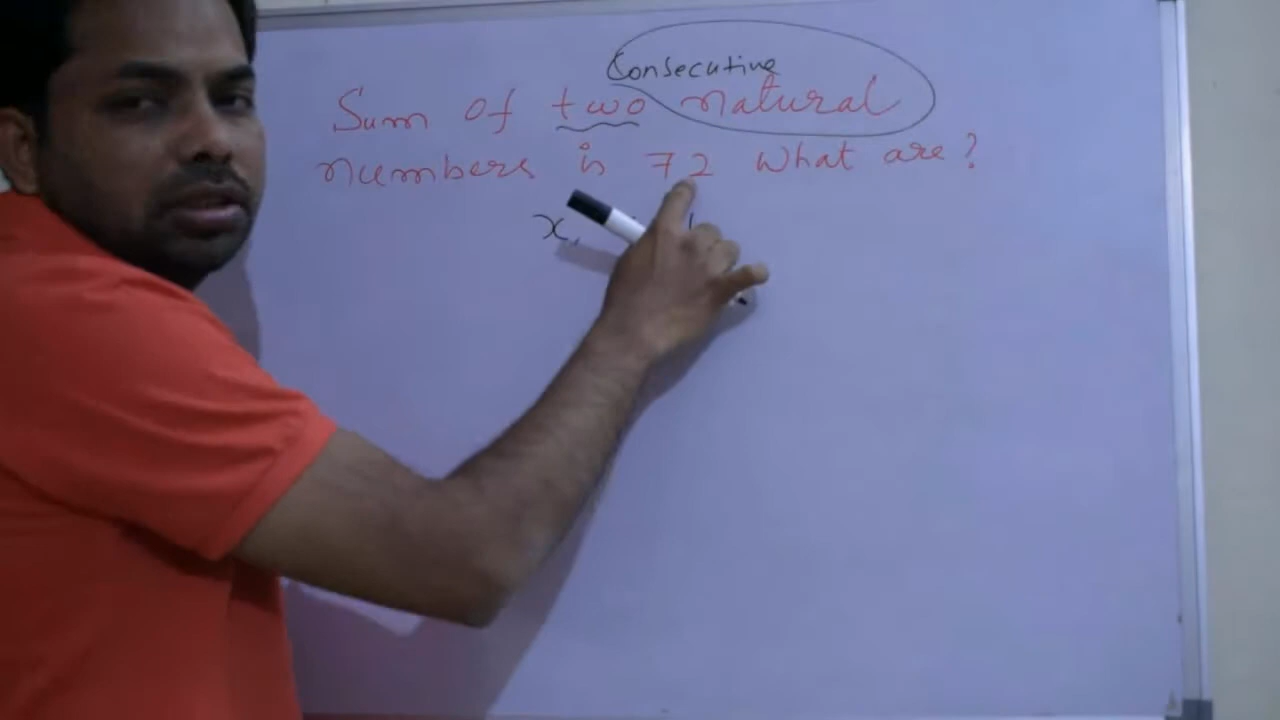 Consecutive
Sum of two natural
numbers is 72 What are?
x,